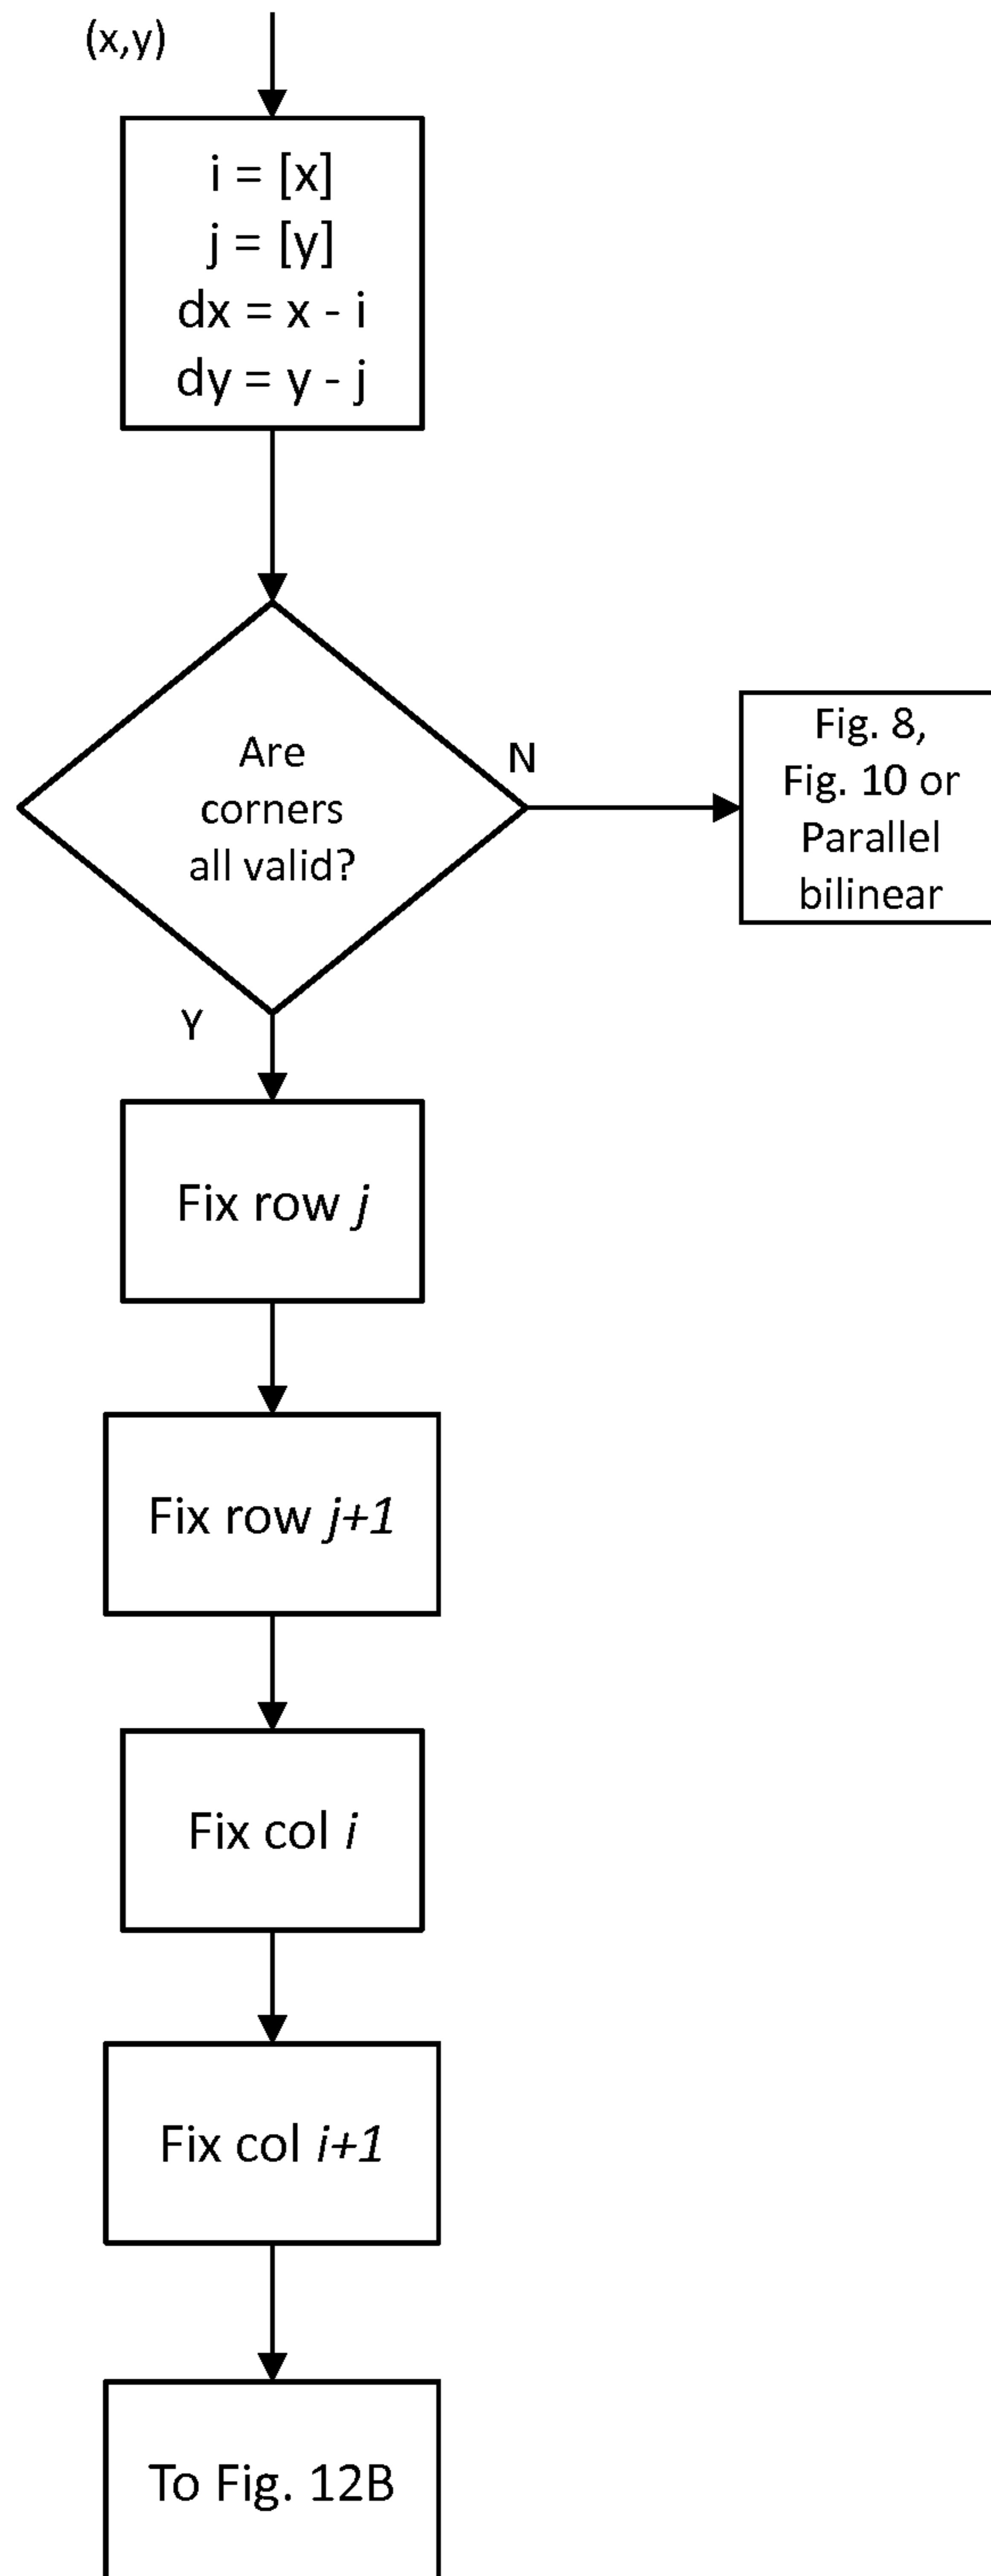 (x,y)
i = [x]
j = [y]
dx = x - i
dy = y - j
Are
corners
all valid?
N
Fig. 8,
Fig. 10 or
Parallel
bilinear
Y
Fix row j
Fix row j+1
Fix col i
Fix col i+1
To Fig. 12B